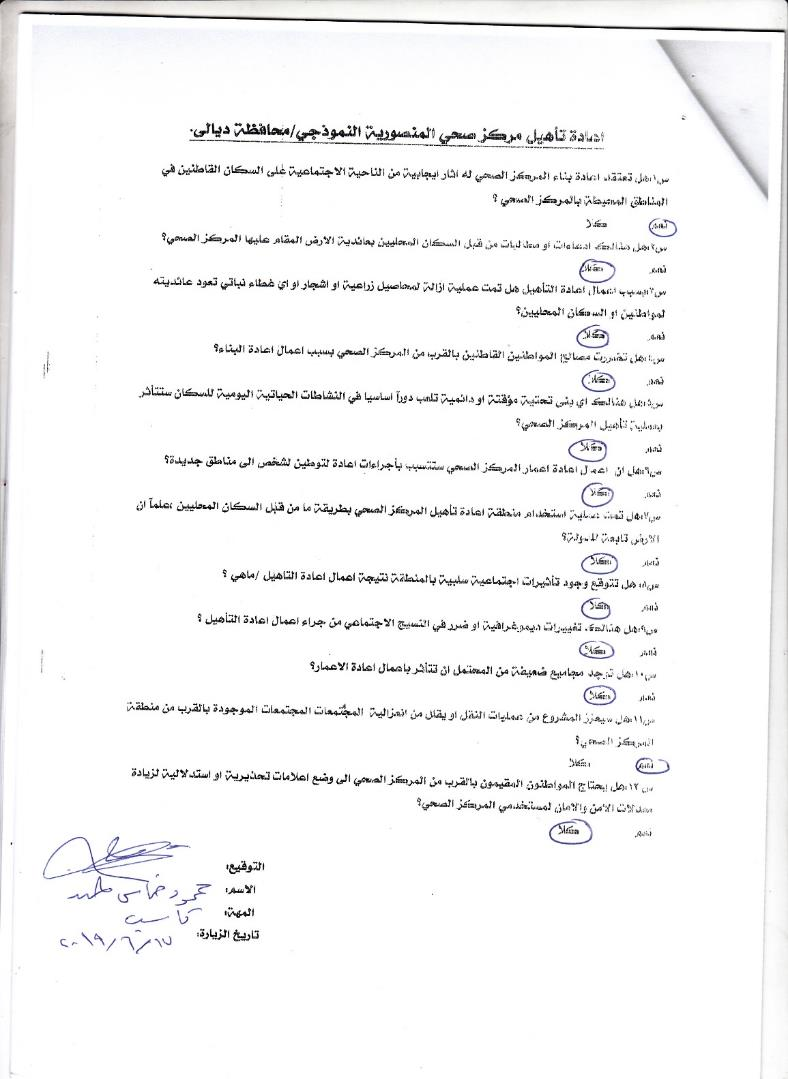 اعادة تأهيل مركز صحي المنصورية النموذجي/محافظة ديالى.
س١:هل تعتقد اعادة بناء المركز الصحي له اثار ايجابية من الناحية الاجتماعية على السكان القاطنين في
المناطق المحيطة بالمركز الصحي ؟
نعم كلا
س٢:هل هنالك ادعاءات او مطالبات من قبل السكان المحليين بعائدية الارض المقام عليها المركز الصحي؟
نعم كلا
س٣:بسبب اعمال اعادة التأهيل هل تمت عملية ازالة لمحاصيل زراعية او اشجار او اي غطاء نباتي تعود عائديته
لمواطنين او السكان المحليين؟
نعم كلا
س٤:هل تضررت مصالح المواطنين القاطنين بالقرب من المركز الصحي بسبب اعمال اعادة البناء؟
نعم كلا
س٥:هل هنالك اي بنى تحتية مؤقتة او دائمية تلعب دوراً اساسيا في النشاطات الحياتية اليومية للسكان ستتأثر
بعملية تأهيل المركز الصحي؟
نعم كلا
س٦:هل ان اعمال اعادة اعمار المركز الصحي ستتسبب بأجراءات اعادة لتوطين لشخص الى مناطق جديدة؟
نعم كلا
س٧:هل تمت عملية استخدام منطقة اعادة تأهيل المركز الصحي بطريقة ما من قبل السكان المحليين ،علماً ان
الارض تابعة للدولة؟
نعم كلا
س٨:هل تتوقع وجود تأثيرات اجتماعية سلبية بالمنطقة نتيجة اعمال اعادة التاهيل /ماهي ؟
نعم كلا
س٩:هل هنالك تغييرات ديموغرافية او ضرر في النسيج الاجتماعي من جراء اعمال اعادة التأهيل ؟
نعم كلا
س١٠:هل توجد مجاميع ضعيفة من المحتمل ان تتأثر باعمال اعادة الاعمار؟
نعم كلا
س١١:هل سيعزز المشروع من عمليات النقل او يقلل من انعزالية المجتمعات المجتمعات الموجودة بالقرب من منطقة
المركز الصحي؟
نعم كلا
س١٢:هل يحتاج المواطنون المقيمون بالقرب من المركز الصحي الى وضع اعلامات تحذيرية او استدلالية لزيادة
معدلات الامن والامان لمستخدمي المركز الصحي؟
نعم كلا
التوقيع:
الاسم: محمود خماس
المهنة: كاسب
تاريخ الزيارة: ٢٠١٩/٦/١٧